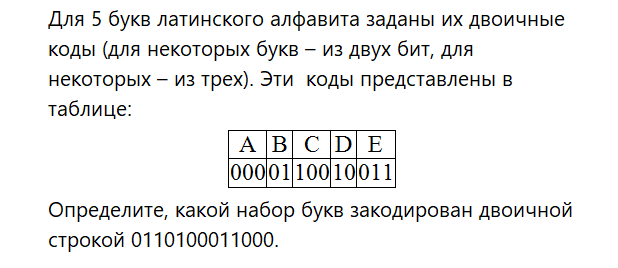 Для 5 букв латинского алфавита заданы их двоичные
коды (для некоторых букв – из двух бит, для
некоторых – из трех). Эти  коды представлены в
таблице:
A B C D E
000 01 100 10 011
Определите, какой набор букв закодирован двоичной
строкой 0110100011000.